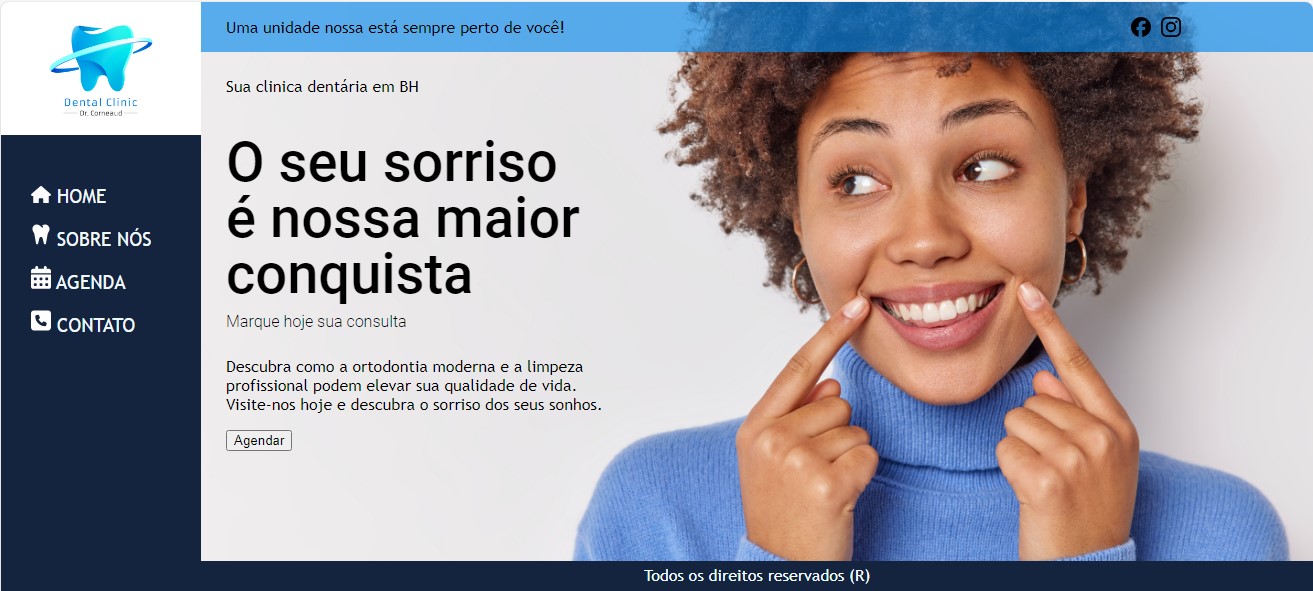 Dental Clinic
Dr. Corneaud
HOME
SOBRE NÓS
AGENDA
CONTATO
Uma unidade nossa está sempre perto de você!
Sua clinica dentária em BH
O seu sorriso
é nossa maior
conquista
Marque hoje sua consulta
Descubra como a ortodontia moderna e a limpeza
profissional podem elevar sua qualidade de vida.
Visite-nos hoje e descubra o sorriso dos seus sonhos.
Agendar
Todos os direitos reservados (R)